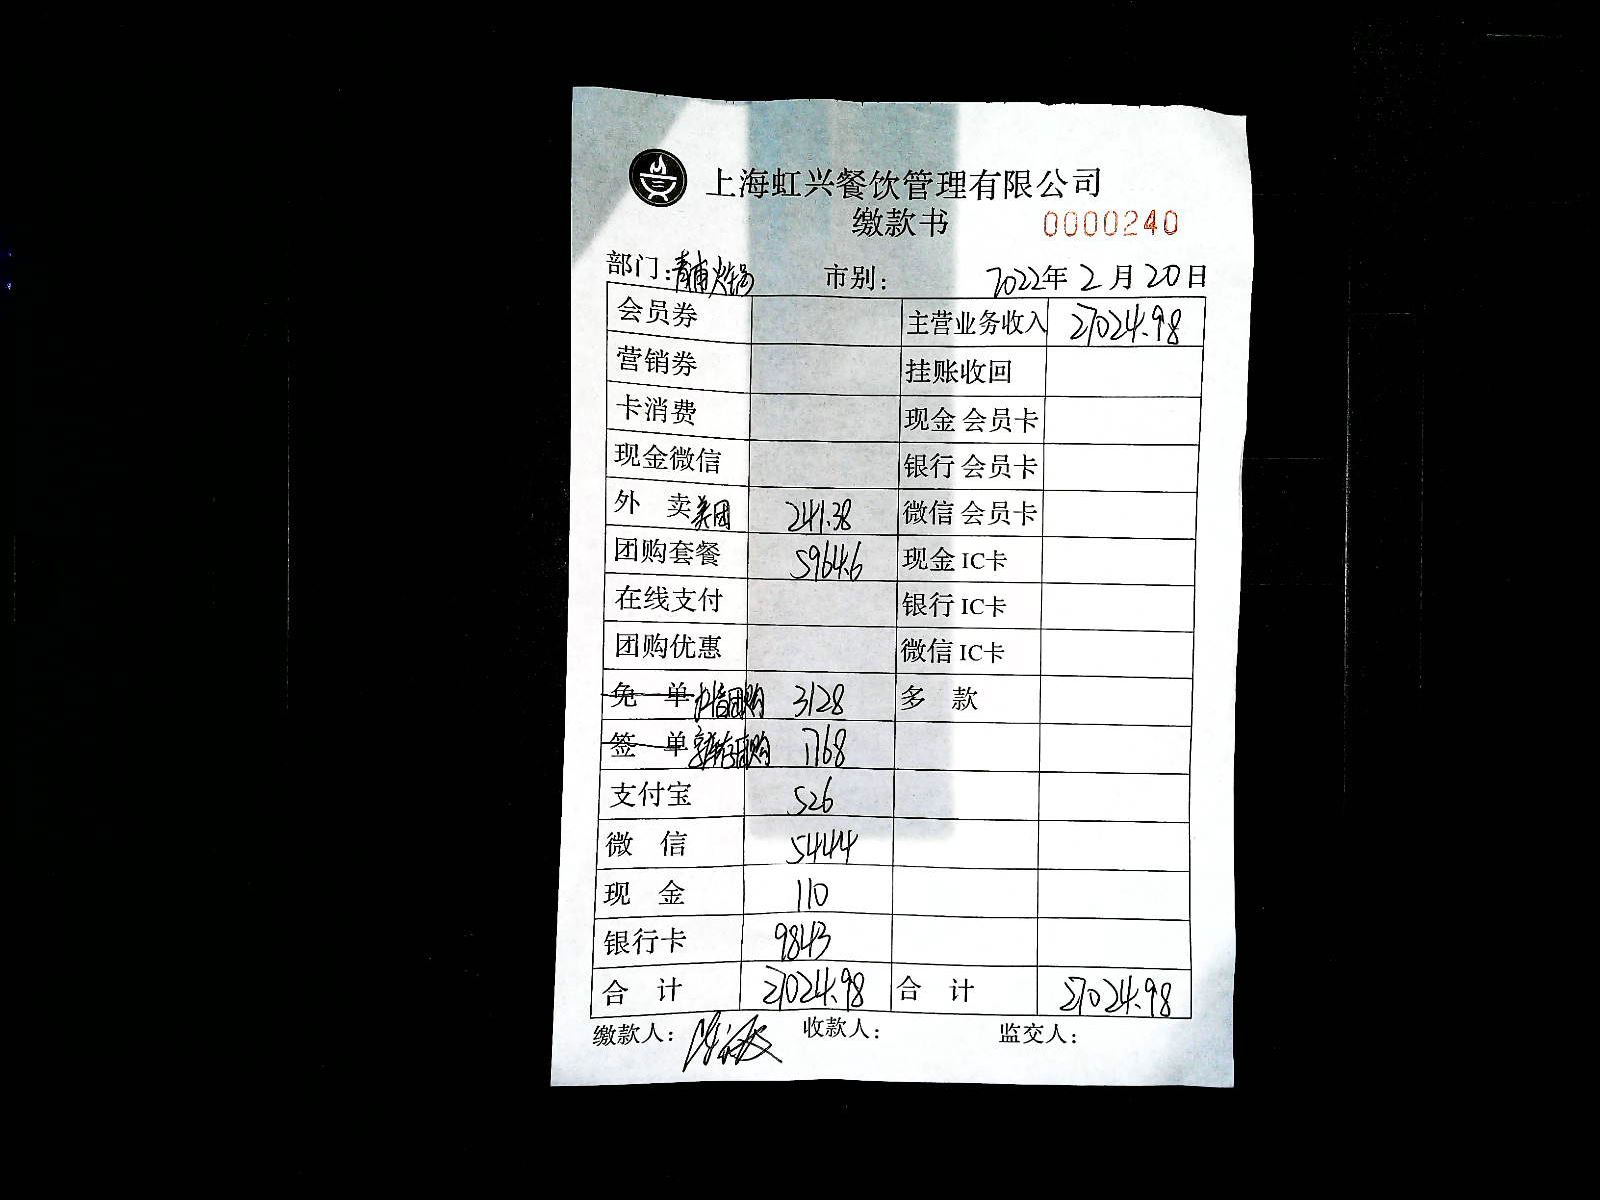 上海虹兴餐饮管理有限公司
缴款书 0000240
部门：青浦火锅 市别： 2022年2月20日
会员券 主营业务收入 27024.98
营销券 挂账收回
卡消费 现金 会员卡
现金微信 银行 会员卡
外 卖 美团 241.38 微信 会员卡
团购套餐 5964.6 现金 IC卡
在线支付 银行 IC卡
团购优惠 微信 IC卡
免 单 抖音团购 3128 多 款
签 单 团购 1768
支付宝 526
微 信 5444
现 金 110
银行卡 9843
合 计 27024.98 合 计 27024.98
缴款人： 收款人： 监交人：